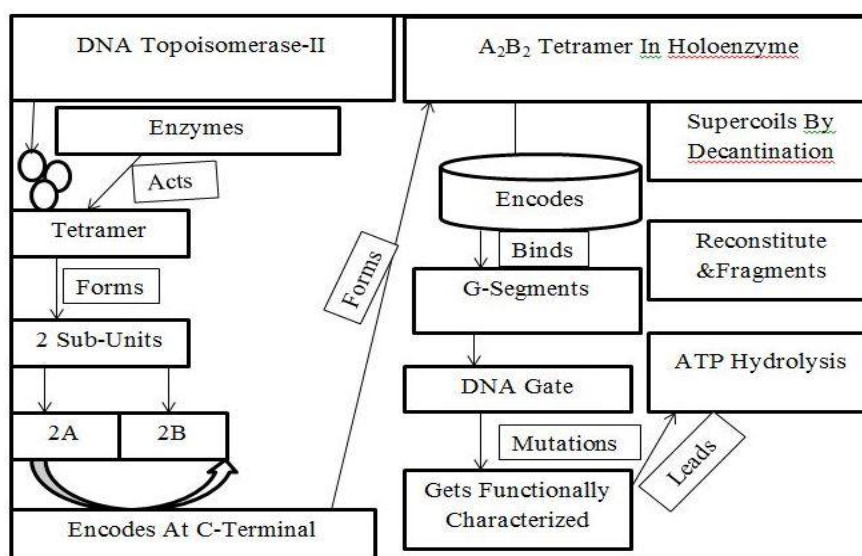 DNA Topoisomerase-II
Enzymes
Acts
Tetramer
Forms
2 Sub-Units
2A
2B
Encodes At C-Terminal
Forms
A₂B₂ Tetramer In Holoenzyme
Encodes
Binds
G-Segments
DNA Gate
Mutations
Gets Functionally
Characterized
Leads
Supercoils By
Decantination
Reconstitute
&Fragments
ATP Hydrolysis